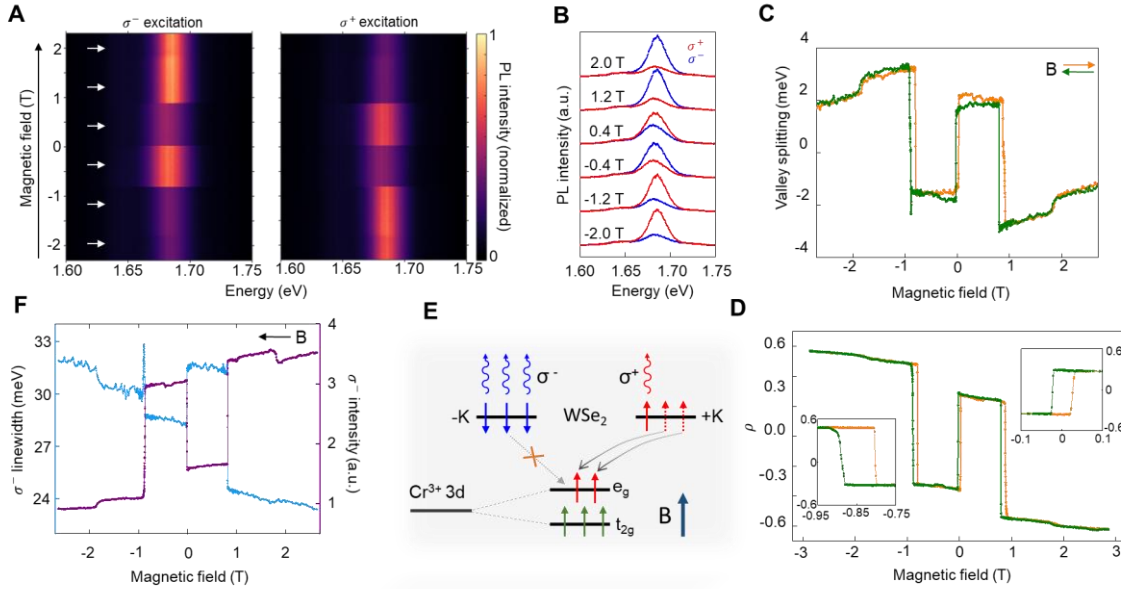 A
σ⁻ excitation
σ⁺ excitation
Magnetic field (T)
2
1
0
-1
-2
1.60
1.65
1.70
1.75
1.60
1.65
1.70
1.75
Energy (eV)
1
0
PL intensity (normalized)
B
σ⁺
σ⁻
2.0 T
1.2 T
0.4 T
-0.4 T
-1.2 T
-2.0 T
PL intensity (a.u.)
1.60
1.65
1.70
1.75
Energy (eV)
C
B
Valley splitting (meV)
4
2
0
-2
-4
-2
-1
0
1
2
Magnetic field (T)
F
B
σ⁻ linewidth (meV)
33
30
27
24
4
3
2
1
σ⁻ intensity (a.u.)
-2
-1
0
1
2
Magnetic field (T)
E
σ⁻
σ⁺
-K
WSe₂
+K
Cr³⁺ 3d
e_g
t_2g
B
D
ρ
0.6
0.3
0.0
-0.3
-0.6
0.6
0
-0.6
-0.1
0
0.1
0.6
0
-0.6
-0.95
-0.85
-0.75
-3
-2
-1
0
1
2
3
Magnetic field (T)